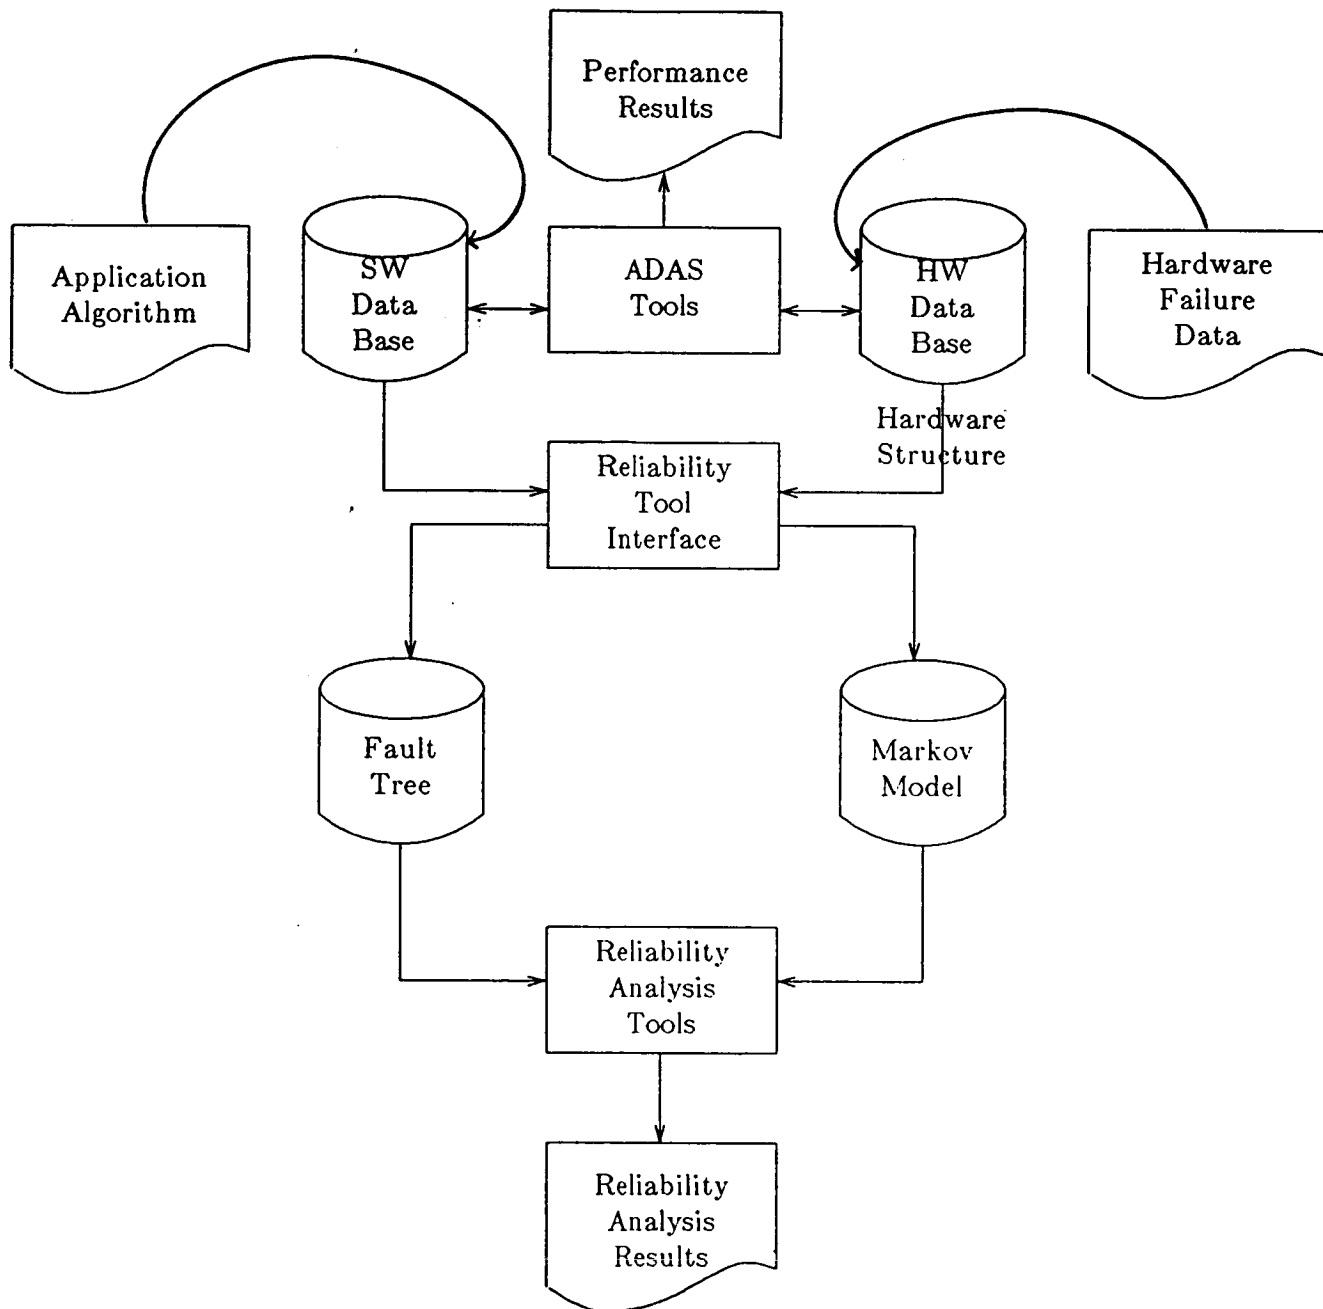 Performance
Results
Application
Algorithm
SW
Data
Base
ADAS
Tools
HW
Data
Base
Hardware
Failure
Data
Hardware
Structure
Reliability
Tool
Interface
Fault
Tree
Markov
Model
Reliability
Analysis
Tools
Reliability
Analysis
Results